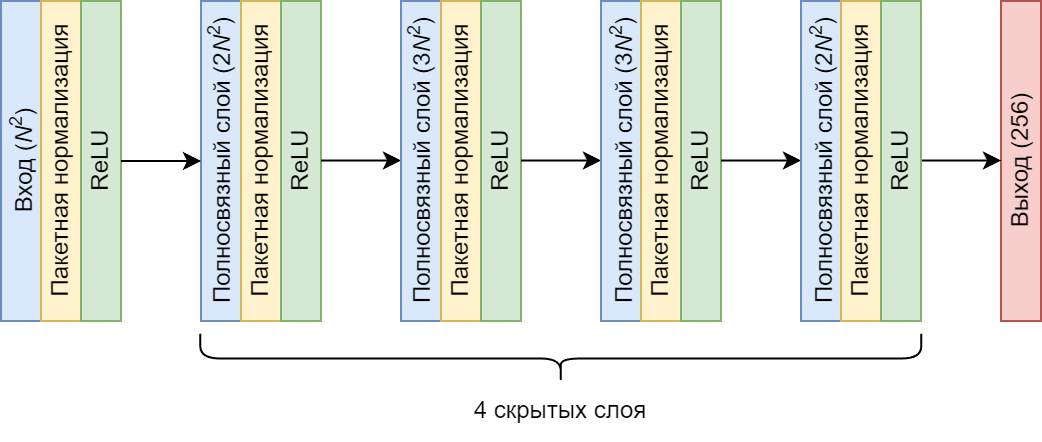 Вход (N²)
Пакетная нормализация
ReLU
Полносвязный слой (2N²)
Пакетная нормализация
ReLU
Полносвязный слой (3N²)
Пакетная нормализация
ReLU
Полносвязный слой (3N²)
Пакетная нормализация
ReLU
Полносвязный слой (2N²)
Пакетная нормализация
ReLU
Выход (256)
4 скрытых слоя